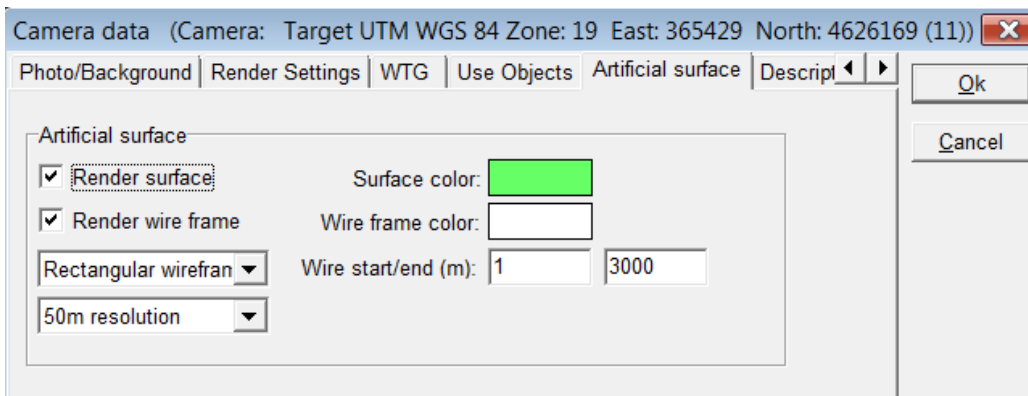 Camera data (Camera: Target UTM WGS 84 Zone: 19 East: 365429 North: 4626169 (11))
Photo/Background Render Settings WTG Use Objects Artificial surface Descript
Ok
Cancel
Artificial surface
Render surface Surface color:
Render wire frame Wire frame color:
Rectangular wirefran Wire start/end (m): 1 3000
50m resolution